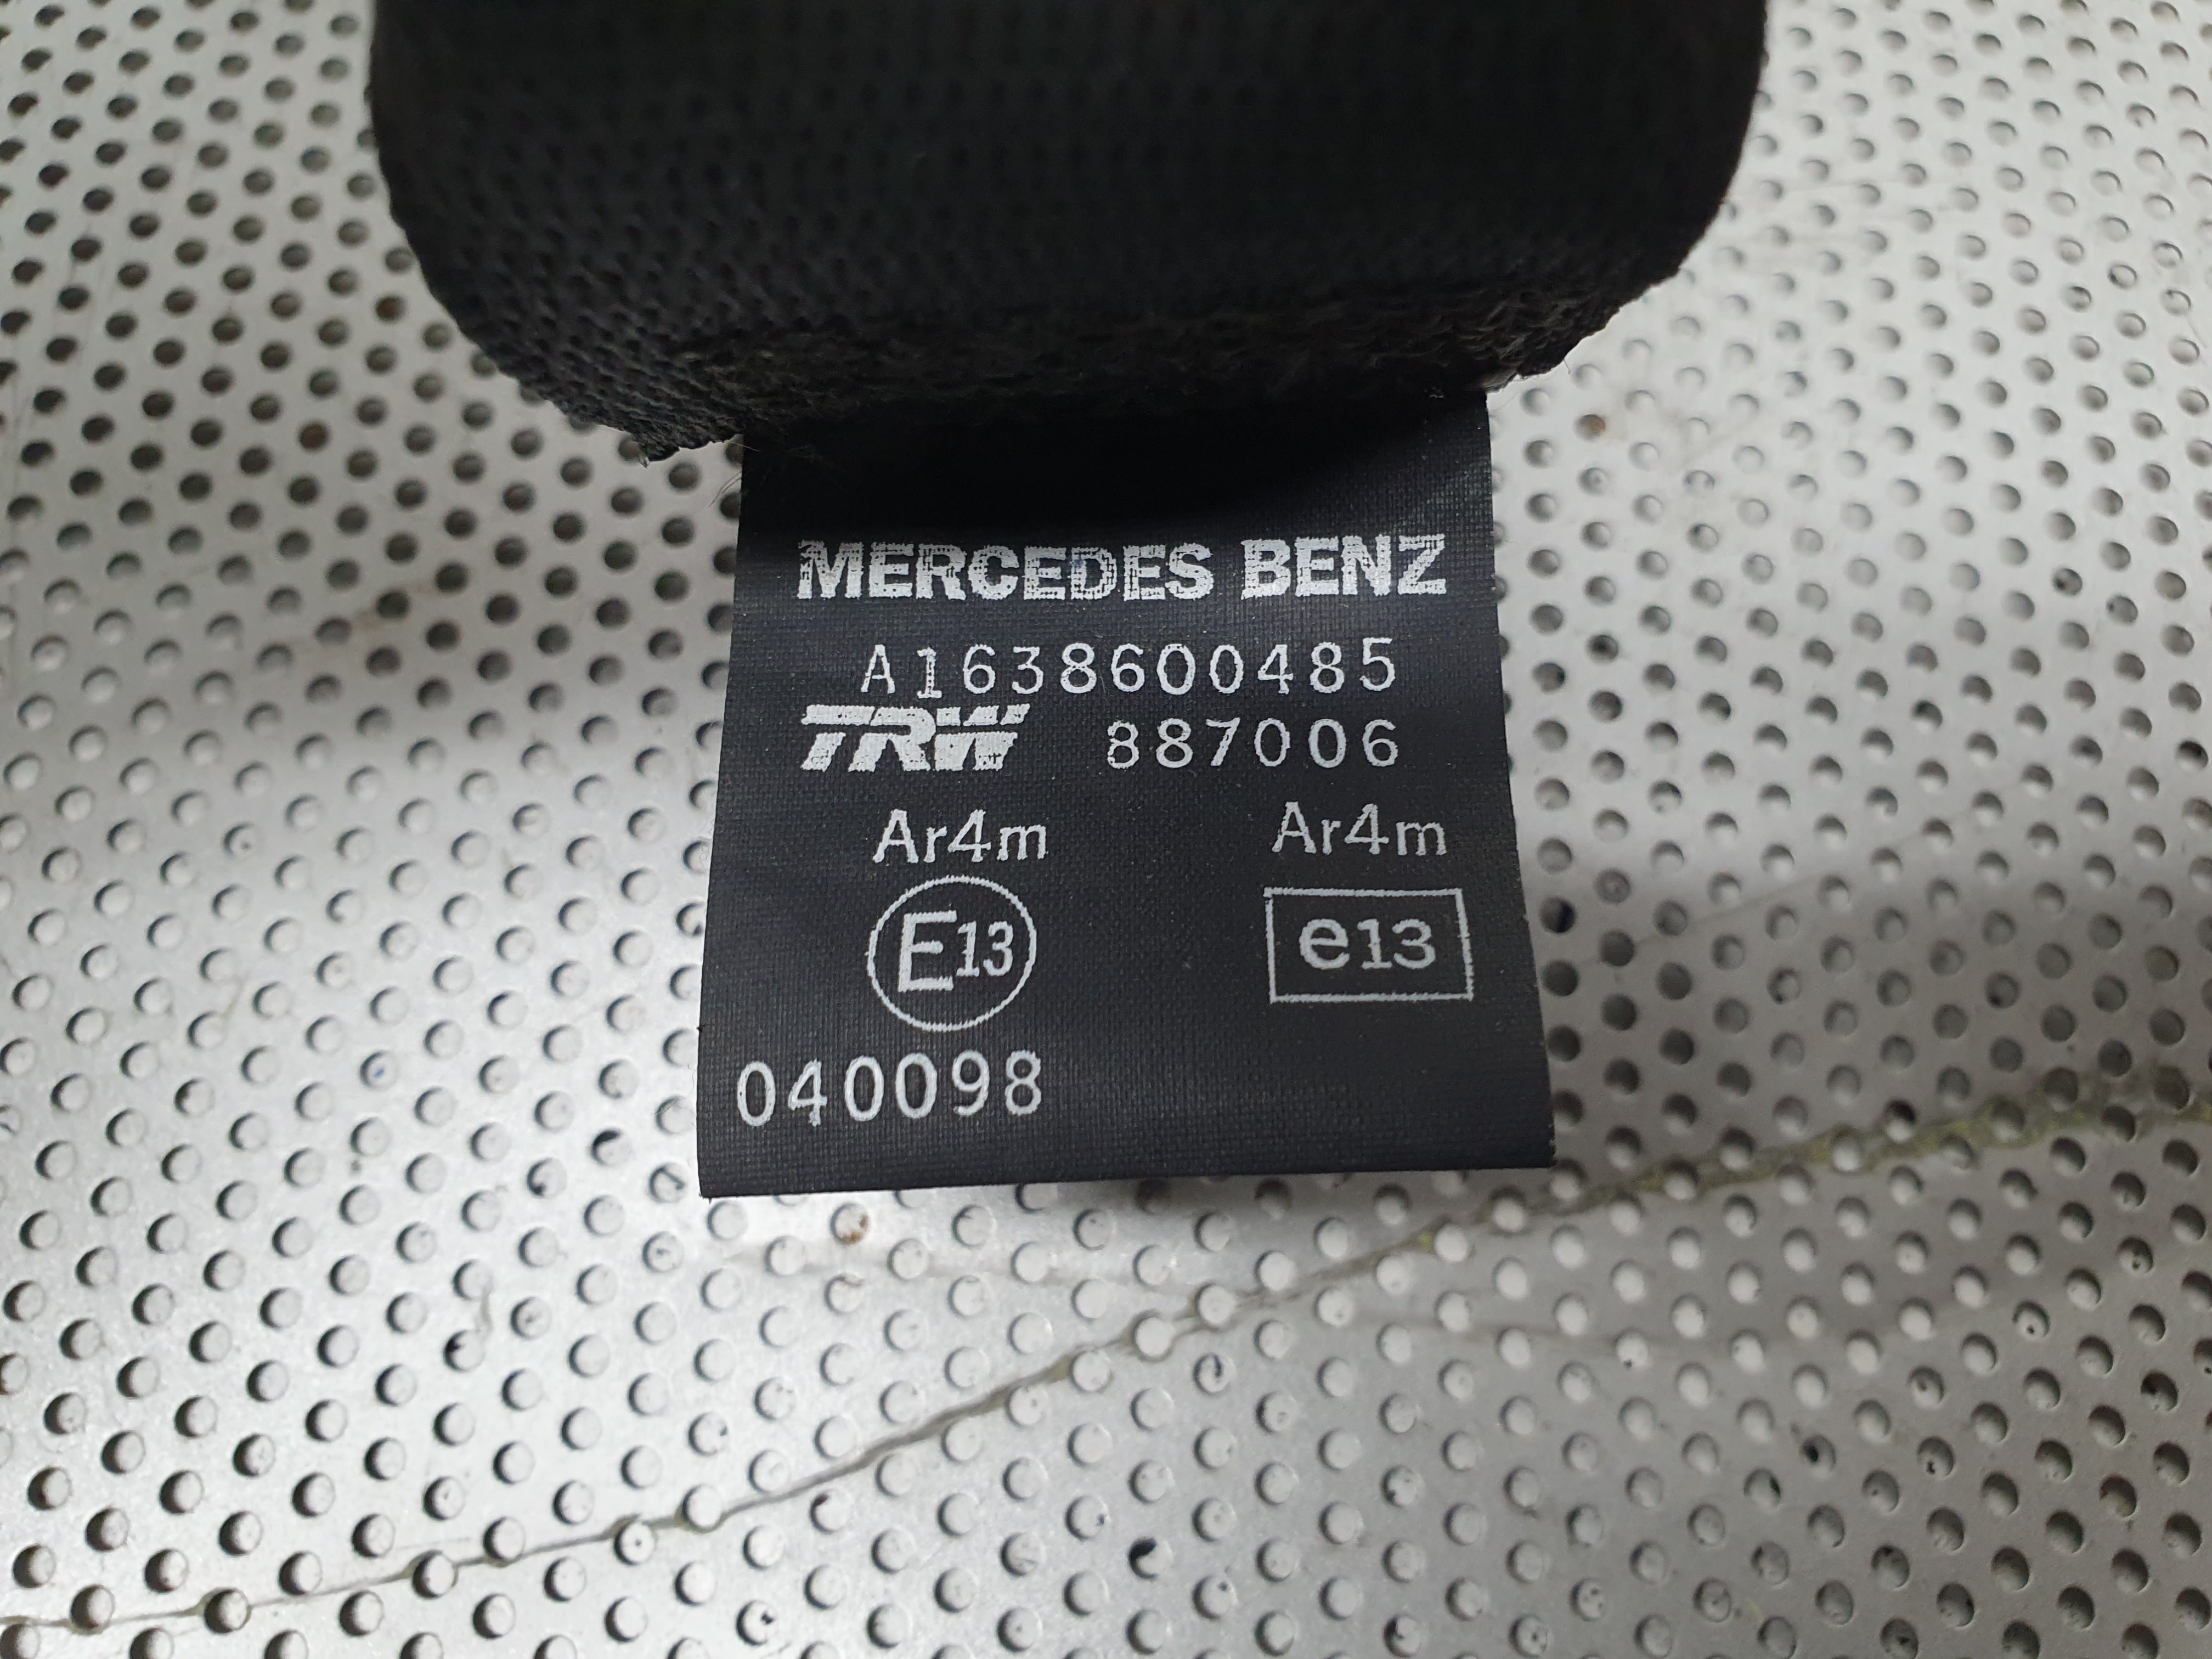 MERCEDES BENZ
A1638600485
TRW 887006
Ar4m Ar4m
E13 e13
040098